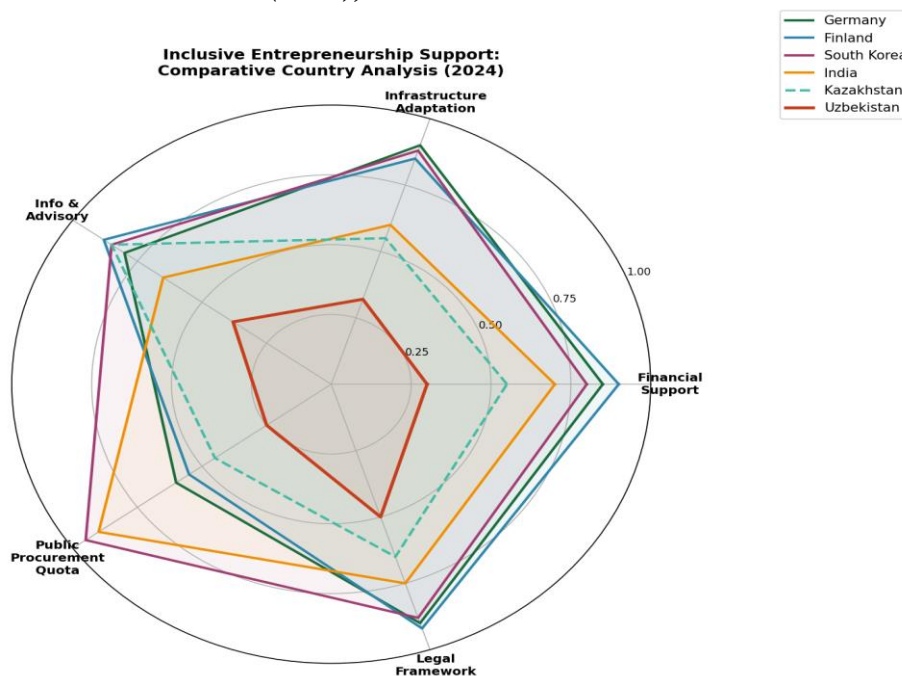 Germany
Finland
South Korea
India
Kazakhstan
Uzbekistan
Inclusive Entrepreneurship Support:
Comparative Country Analysis (2024)
Infrastructure
Adaptation
Info &
Advisory
1.00
0.75
0.50
0.25
Financial
Support
Public
Procurement
Quota
Legal
Framework